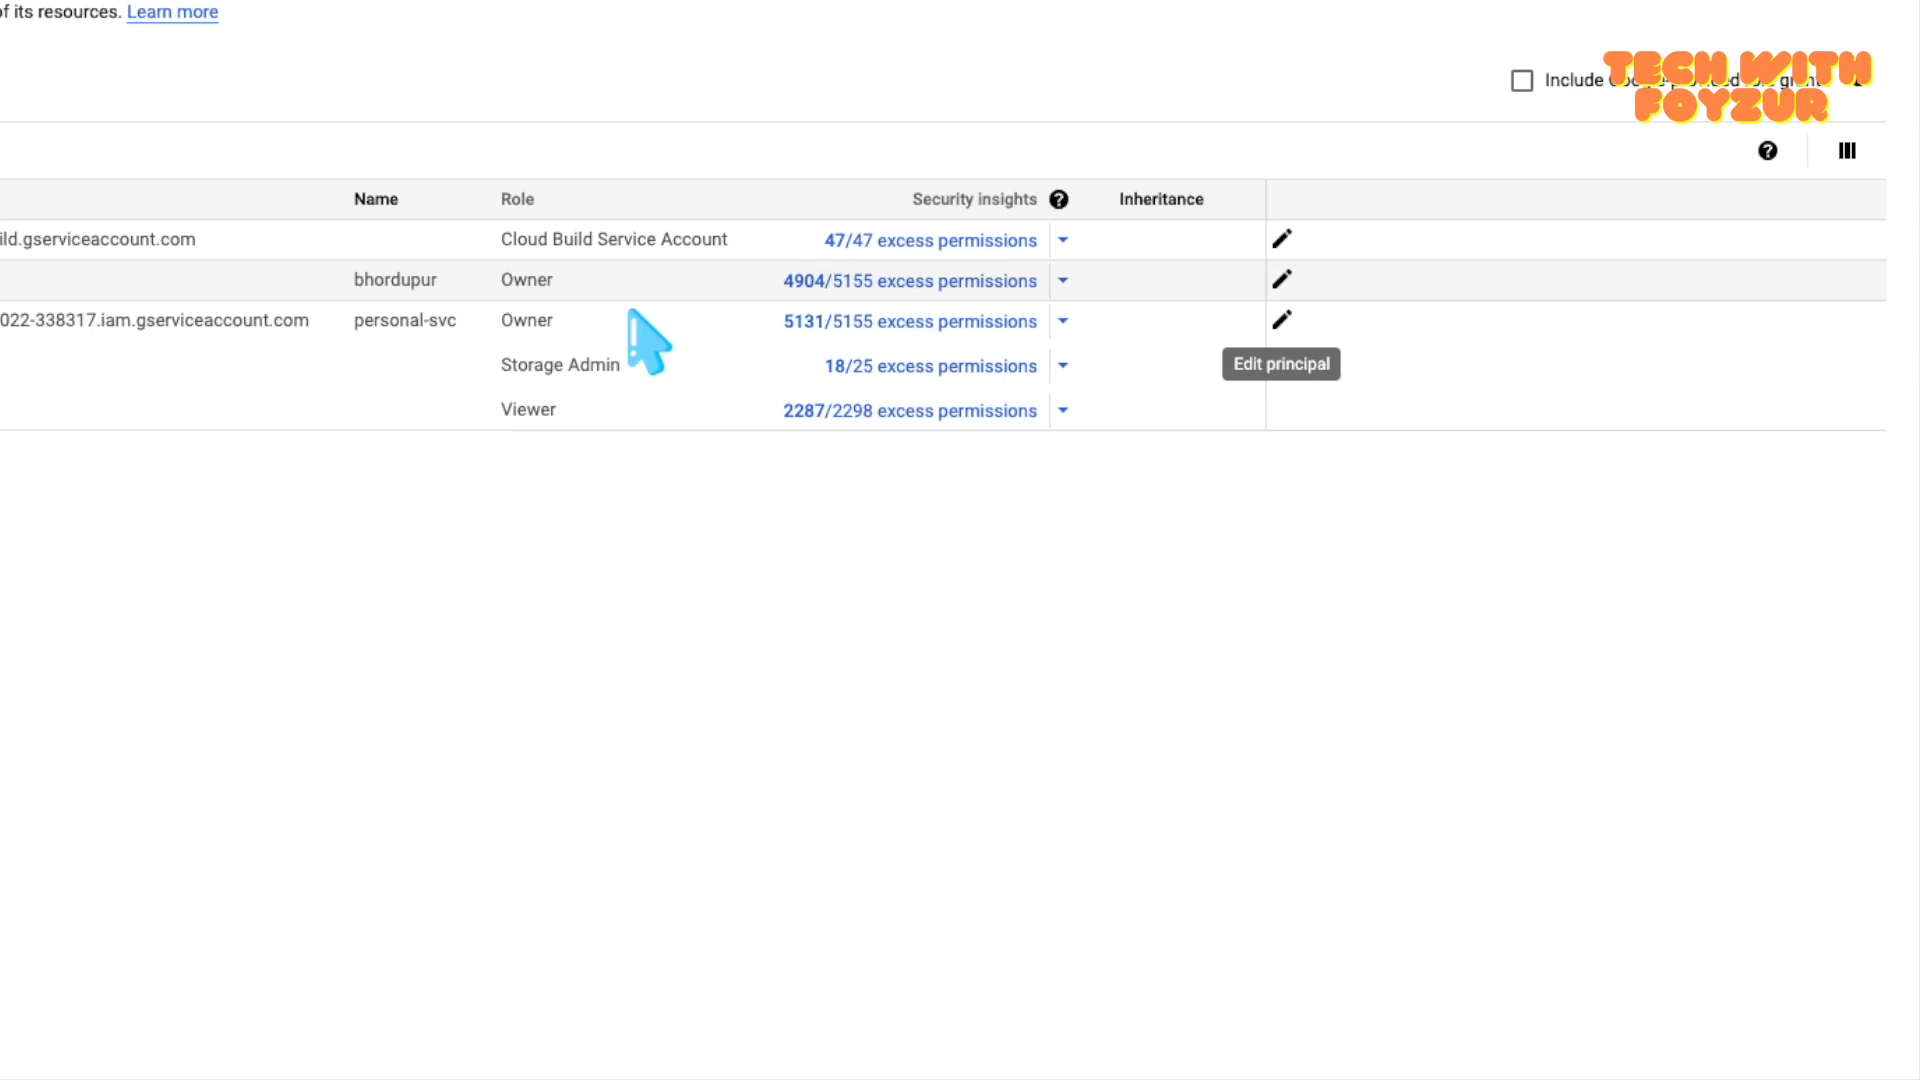 of its resources. Learn more
Include
TECH WITH
FOYZUR
Name Role Security insights Inheritance
ild.gserviceaccount.com Cloud Build Service Account 47/47 excess permissions
bhordupur Owner 4904/5155 excess permissions
022-338317.iam.gserviceaccount.com personal-svc Owner 5131/5155 excess permissions
Storage Admin 18/25 excess permissions
Edit principal
Viewer 2287/2298 excess permissions